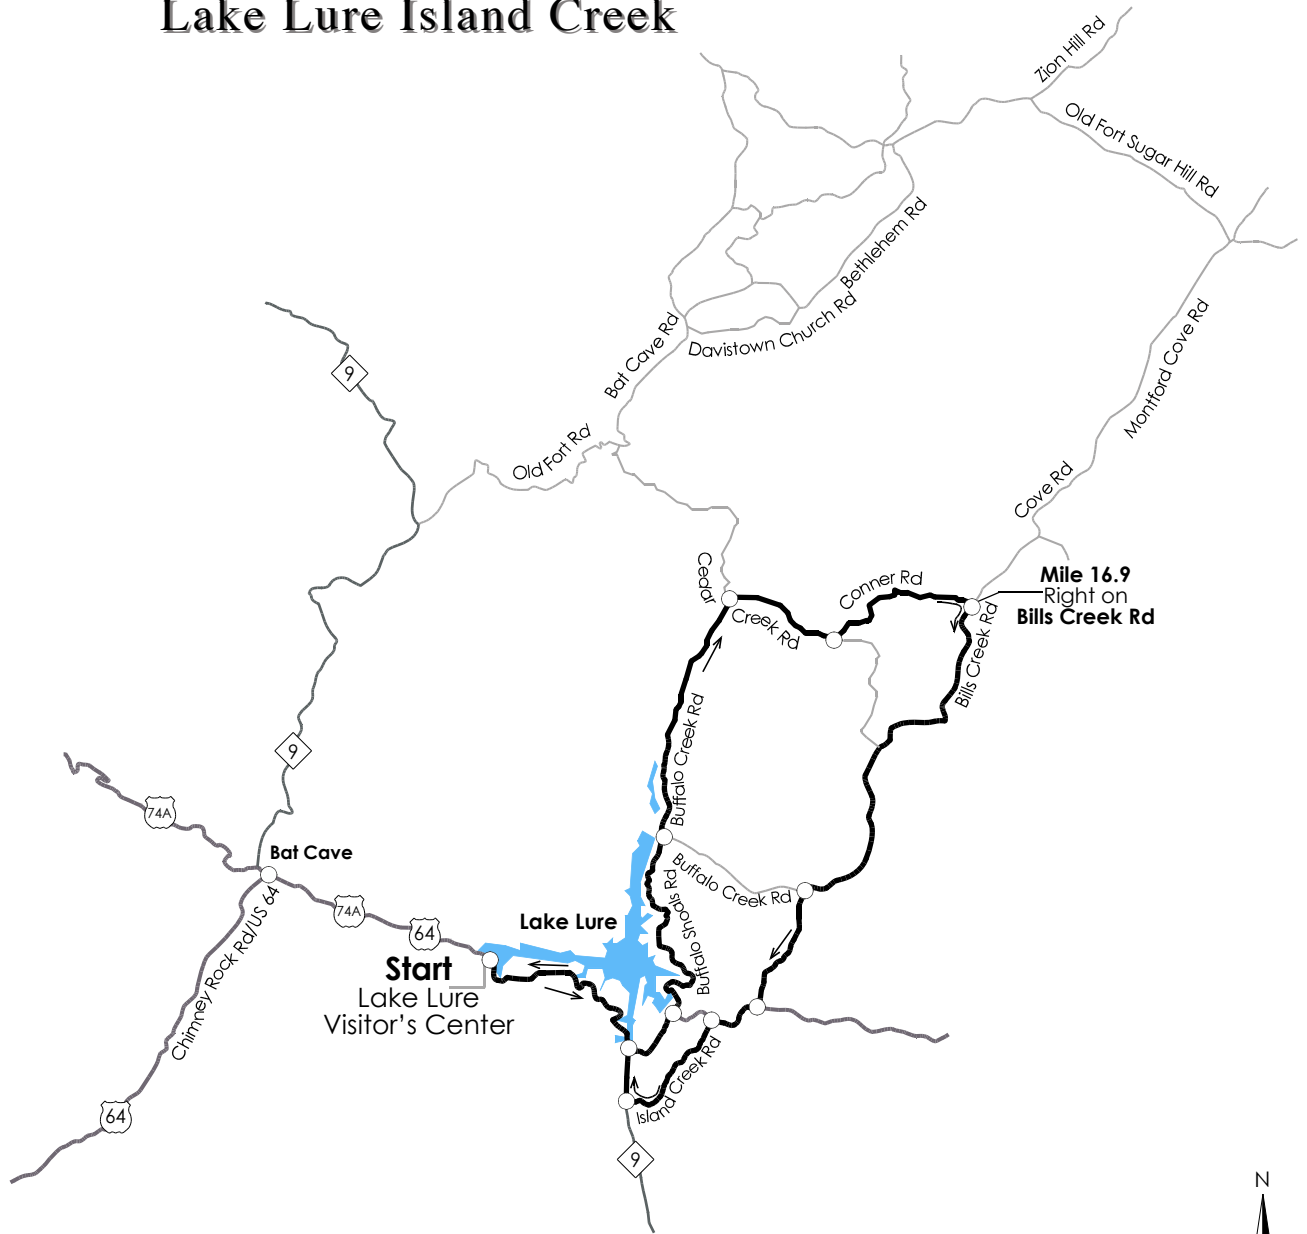 Lake Lure Island Creek
Zion Hill Rd
Old Fort Sugar Hill Rd
Bethlehem Rd
Davistown Church Rd
Bat Cave Rd
Montford Cove Rd
9
Old Fort Rd
Cove Rd
Cedar
Creek Rd
Conner Rd
Mile 16.9
Right on
Bills Creek Rd
Bills Creek Rd
Buffalo Creek Rd
9
74A
Bat Cave
Buffalo Creek Rd
Buffalo Shoals Rd
74A
64
Lake Lure
Chimney Rock Rd/US 64
Start
Lake Lure
Visitor's Center
Island Creek Rd
64
9
N